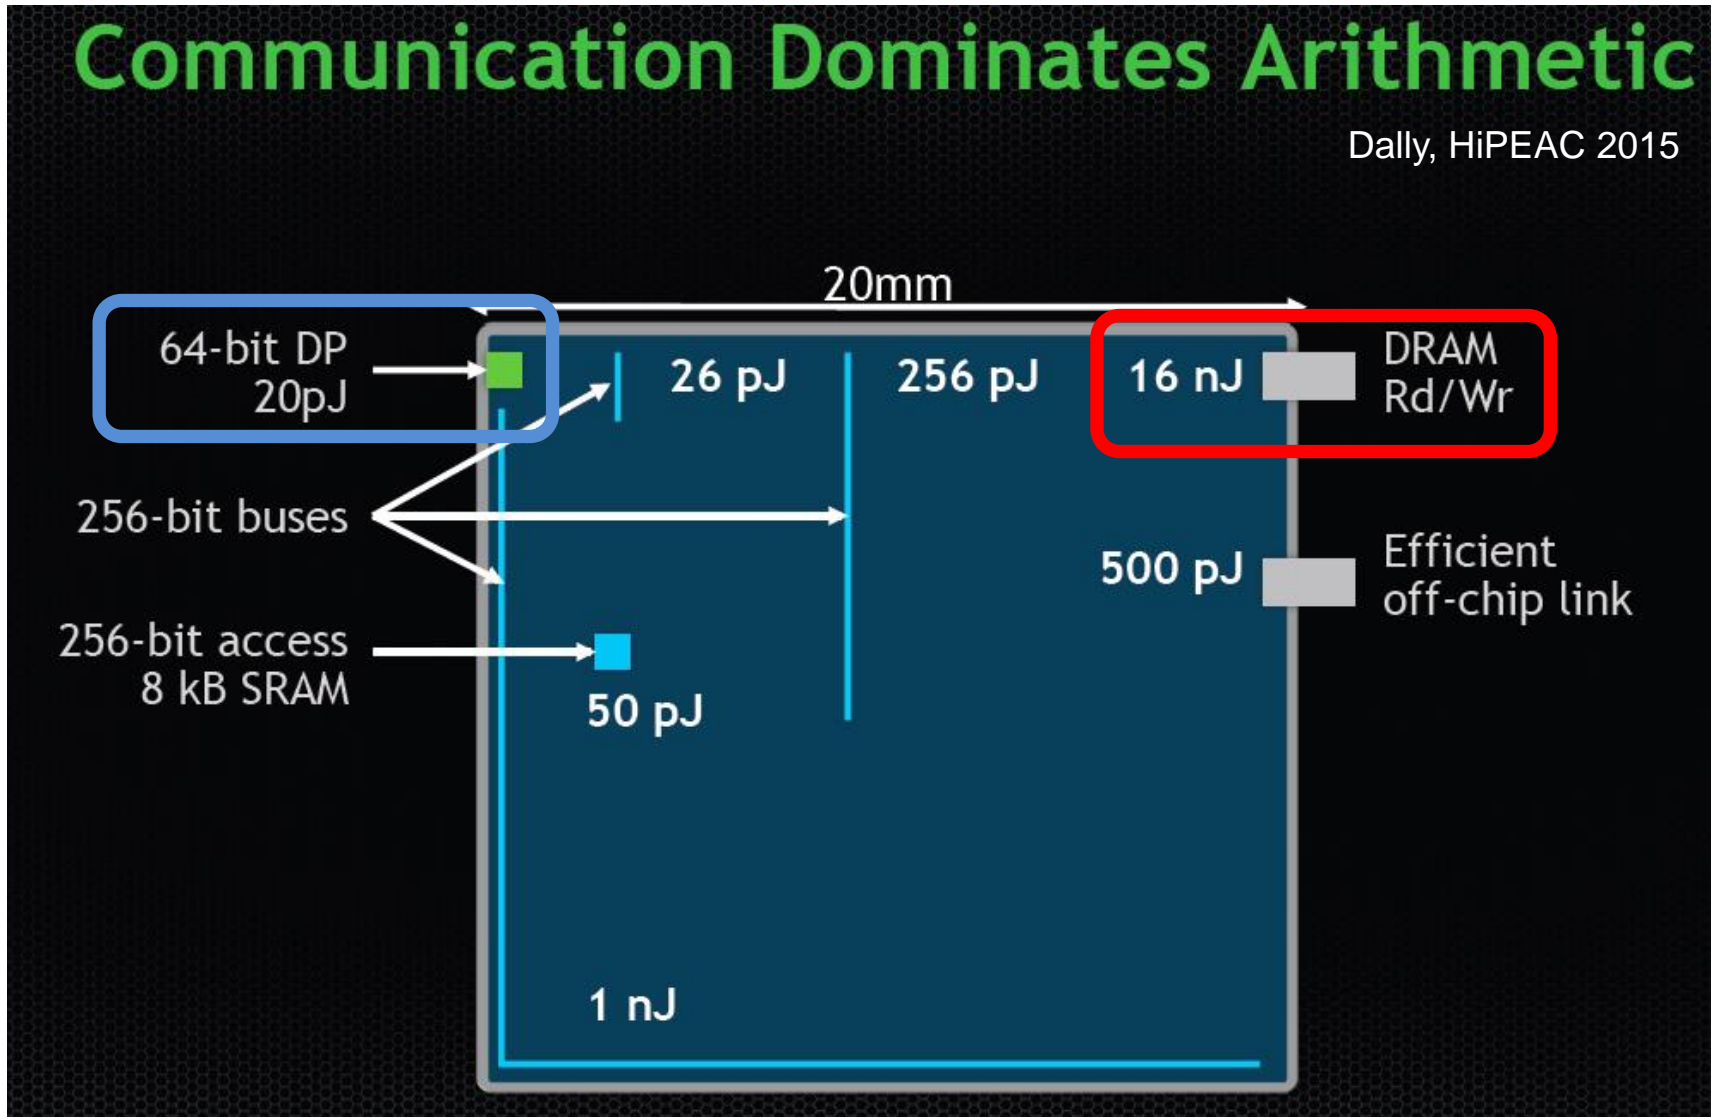 Communication Dominates Arithmetic
Dally, HiPEAC 2015
20mm
64-bit DP
20pJ
26 pJ
256 pJ
16 nJ
DRAM
Rd/Wr
256-bit buses
500 pJ
Efficient
off-chip link
256-bit access
8 kB SRAM
50 pJ
1 nJ